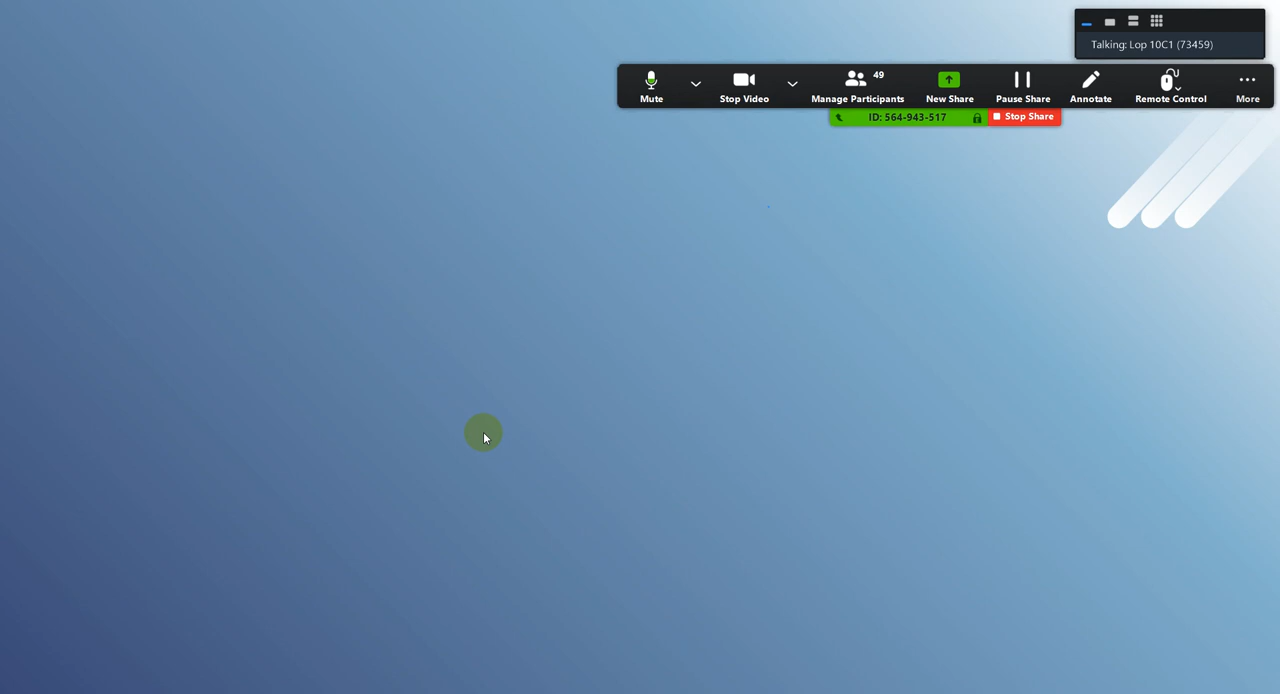 Talking: Lop 10C1 (73459)
Mute
Stop Video
49
Manage Participants
New Share
Pause Share
Annotate
Remote Control
More
ID: 564-943-517
Stop Share